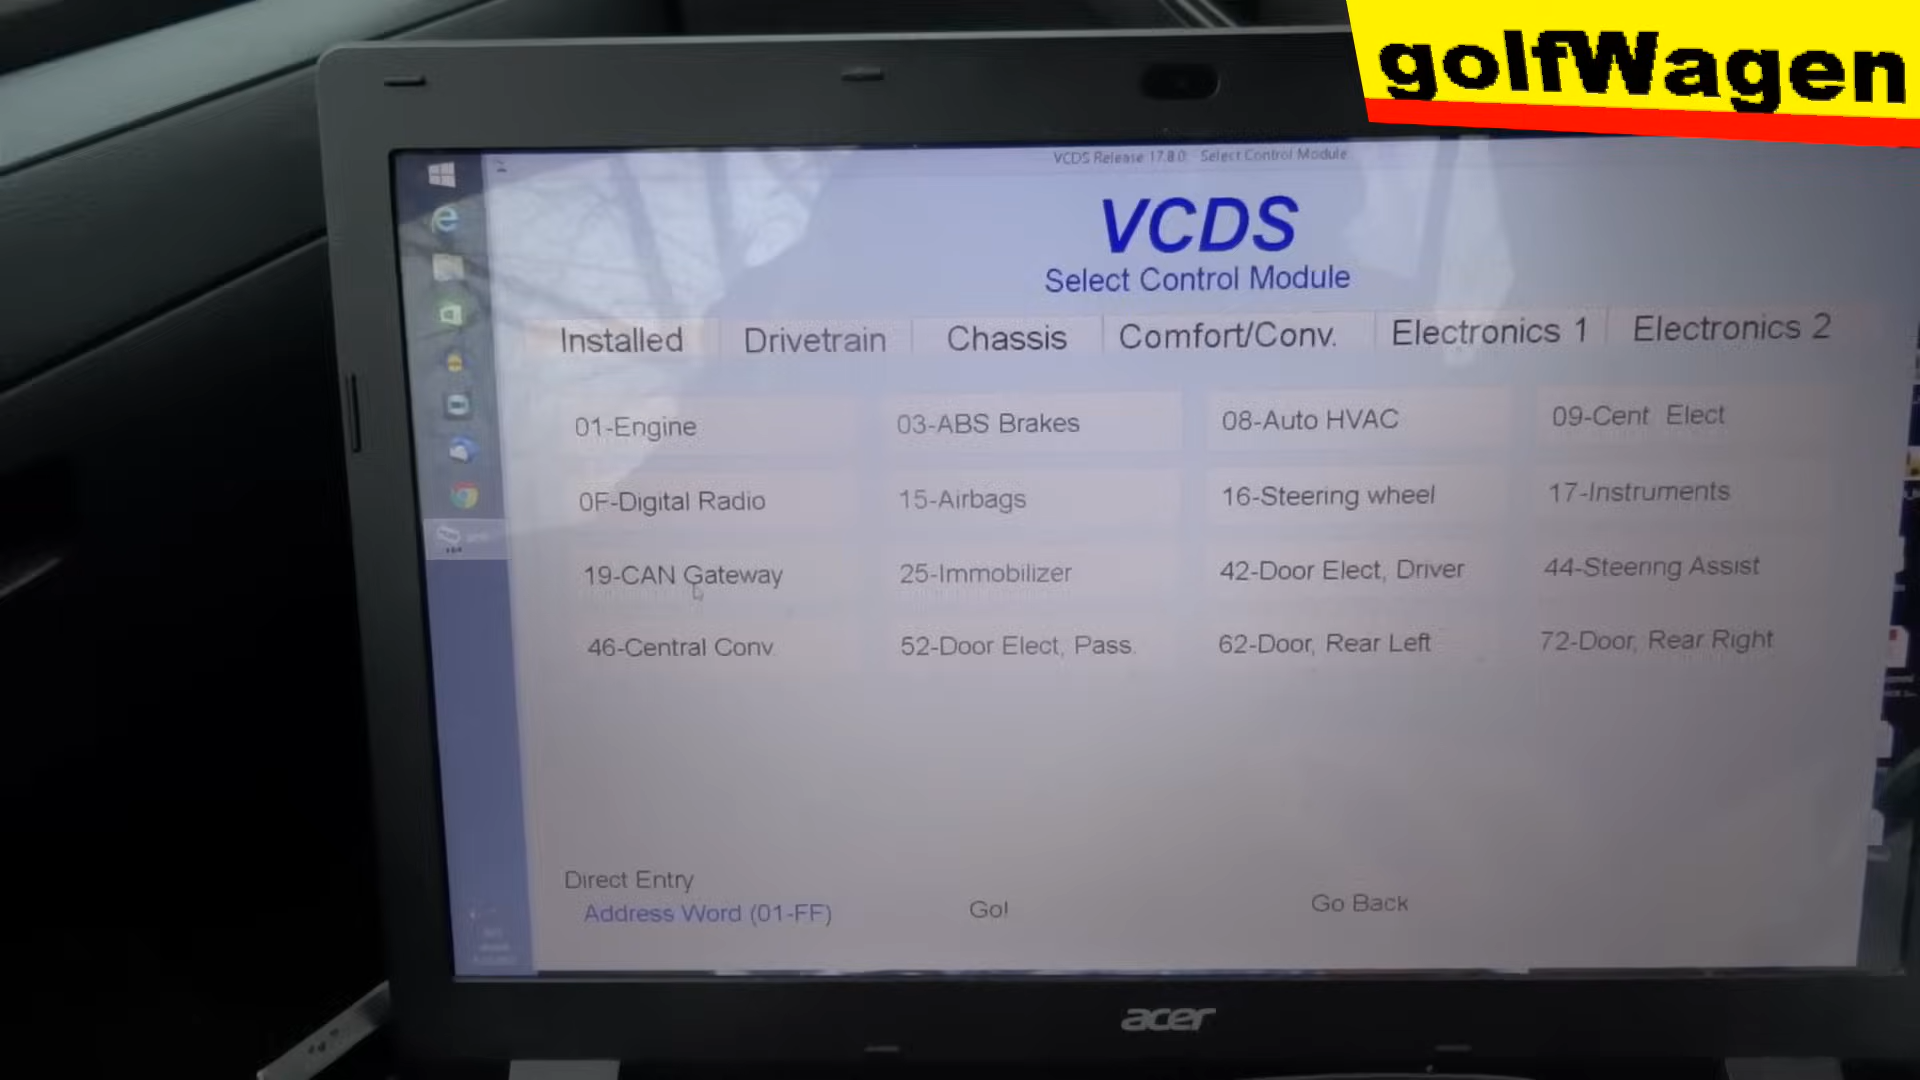 golfWagen
VCDS Release 17.8.0: Select Control Module
VCDS
Select Control Module
Installed Drivetrain Chassis Comfort/Conv. Electronics 1 Electronics 2
01-Engine 03-ABS Brakes 08-Auto HVAC 09-Cent Elect
0F-Digital Radio 15-Airbags 16-Steering wheel 17-Instruments
19-CAN Gateway 25-Immobilizer 42-Door Elect, Driver 44-Steering Assist
46-Central Conv 52-Door Elect, Pass. 62-Door, Rear Left 72-Door, Rear Right
Direct Entry
Address Word (01-FF) Go! Go Back
acer